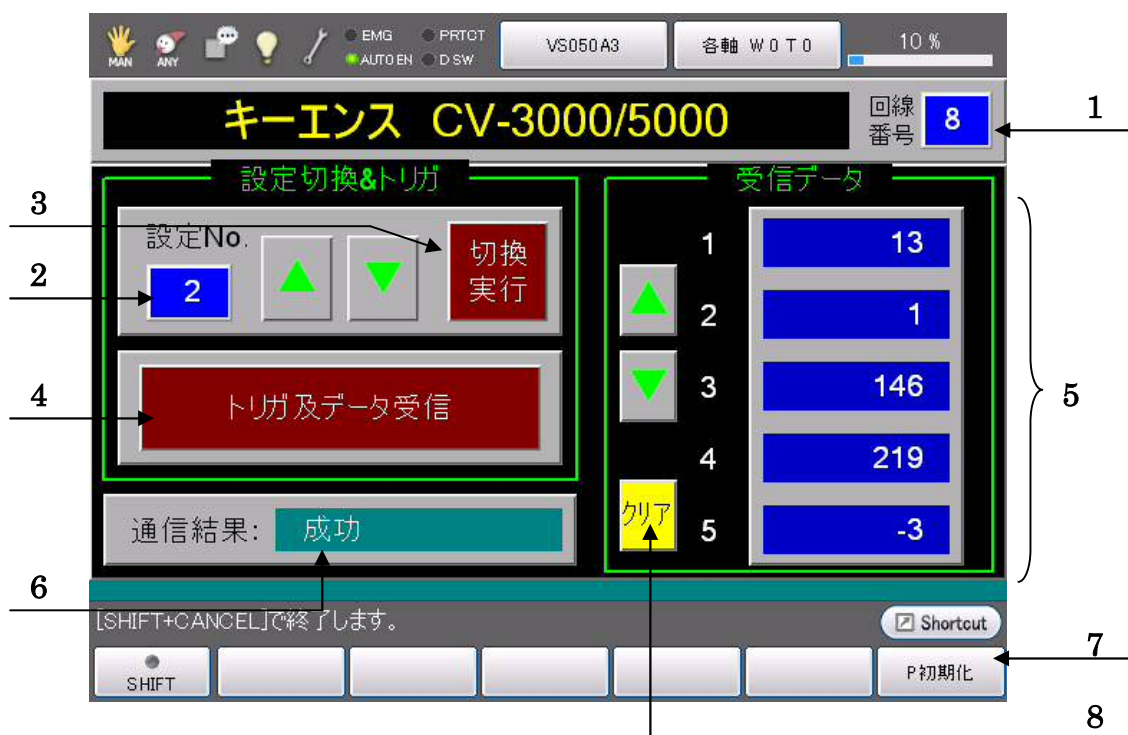 MAN
ANY
EMG
PRTCT
AUTO EN
D SW
VS050A3
各軸 W 0 T 0
10 %
キーエンス CV-3000/5000
回線
番号
8
1
設定切換&トリガ
受信データ
3
設定No.
切換
実行
2
2
1
13
2
1
3
146
4
トリガ及データ受信
5
4
219
クリア
5
-3
通信結果:
成功
6
[SHIFT+CANCEL]で終了します。
Shortcut
7
SHIFT
P初期化
8